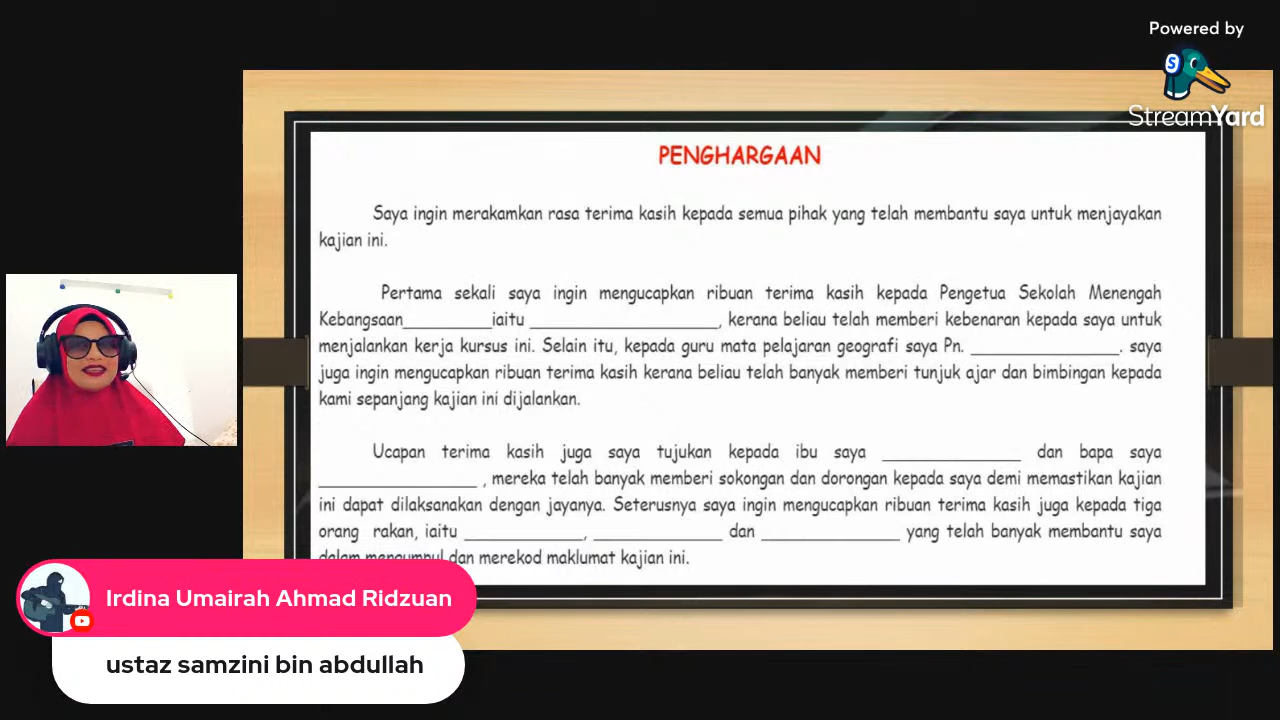 Powered by
StreamYard
PENGHARGAAN
Saya ingin merakamkan rasa terima kasih kepada semua pihak yang telah membantu saya untuk menjayakan
kajian ini.
Pertama sekali saya ingin mengucapkan ribuan terima kasih kepada Pengetua Sekolah Menengah
Kebangsaan__________iaitu _____________________, kerana beliau telah memberi kebenaran kepada saya untuk
menjalankan kerja kursus ini. Selain itu, kepada guru mata pelajaran geografi saya Pn. ________________. saya
juga ingin mengucapkan ribuan terima kasih kerana beliau telah banyak memberi tunjuk ajar dan bimbingan kepada
kami sepanjang kajian ini dijalankan.
Ucapan terima kasih juga saya tujukan kepada ibu saya _______________ dan bapa saya
_________________ , mereka telah banyak memberi sokongan dan dorongan kepada saya demi memastikan kajian
ini dapat dilaksanakan dengan jayanya. Seterusnya saya ingin mengucapkan ribuan terima kasih juga kepada tiga
orang rakan, iaitu _____________, ______________ dan _______________ yang telah banyak membantu saya
dalam mengumpul dan merekod maklumat kajian ini.
Irdina Umairah Ahmad Ridzuan
ustaz samzini bin abdullah